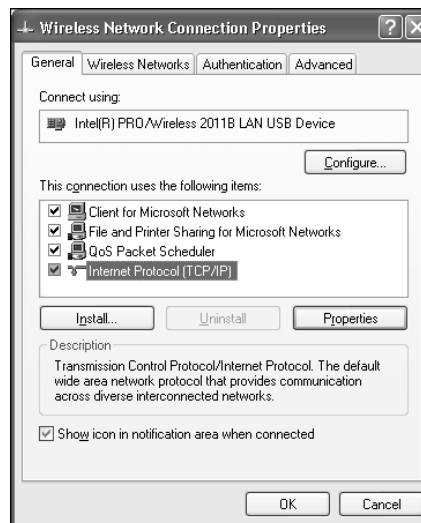 Wireless Network Connection Properties
General Wireless Networks Authentication Advanced
Connect using:
Intel(R) PRO/Wireless 2011B LAN USB Device
Configure...
This connection uses the following items:
Client for Microsoft Networks
File and Printer Sharing for Microsoft Networks
QoS Packet Scheduler
Internet Protocol (TCP/IP)
Install... Uninstall Properties
Description
Transmission Control Protocol/Internet Protocol. The default
wide area network protocol that provides communication
across diverse interconnected networks.
Show icon in notification area when connected
OK Cancel